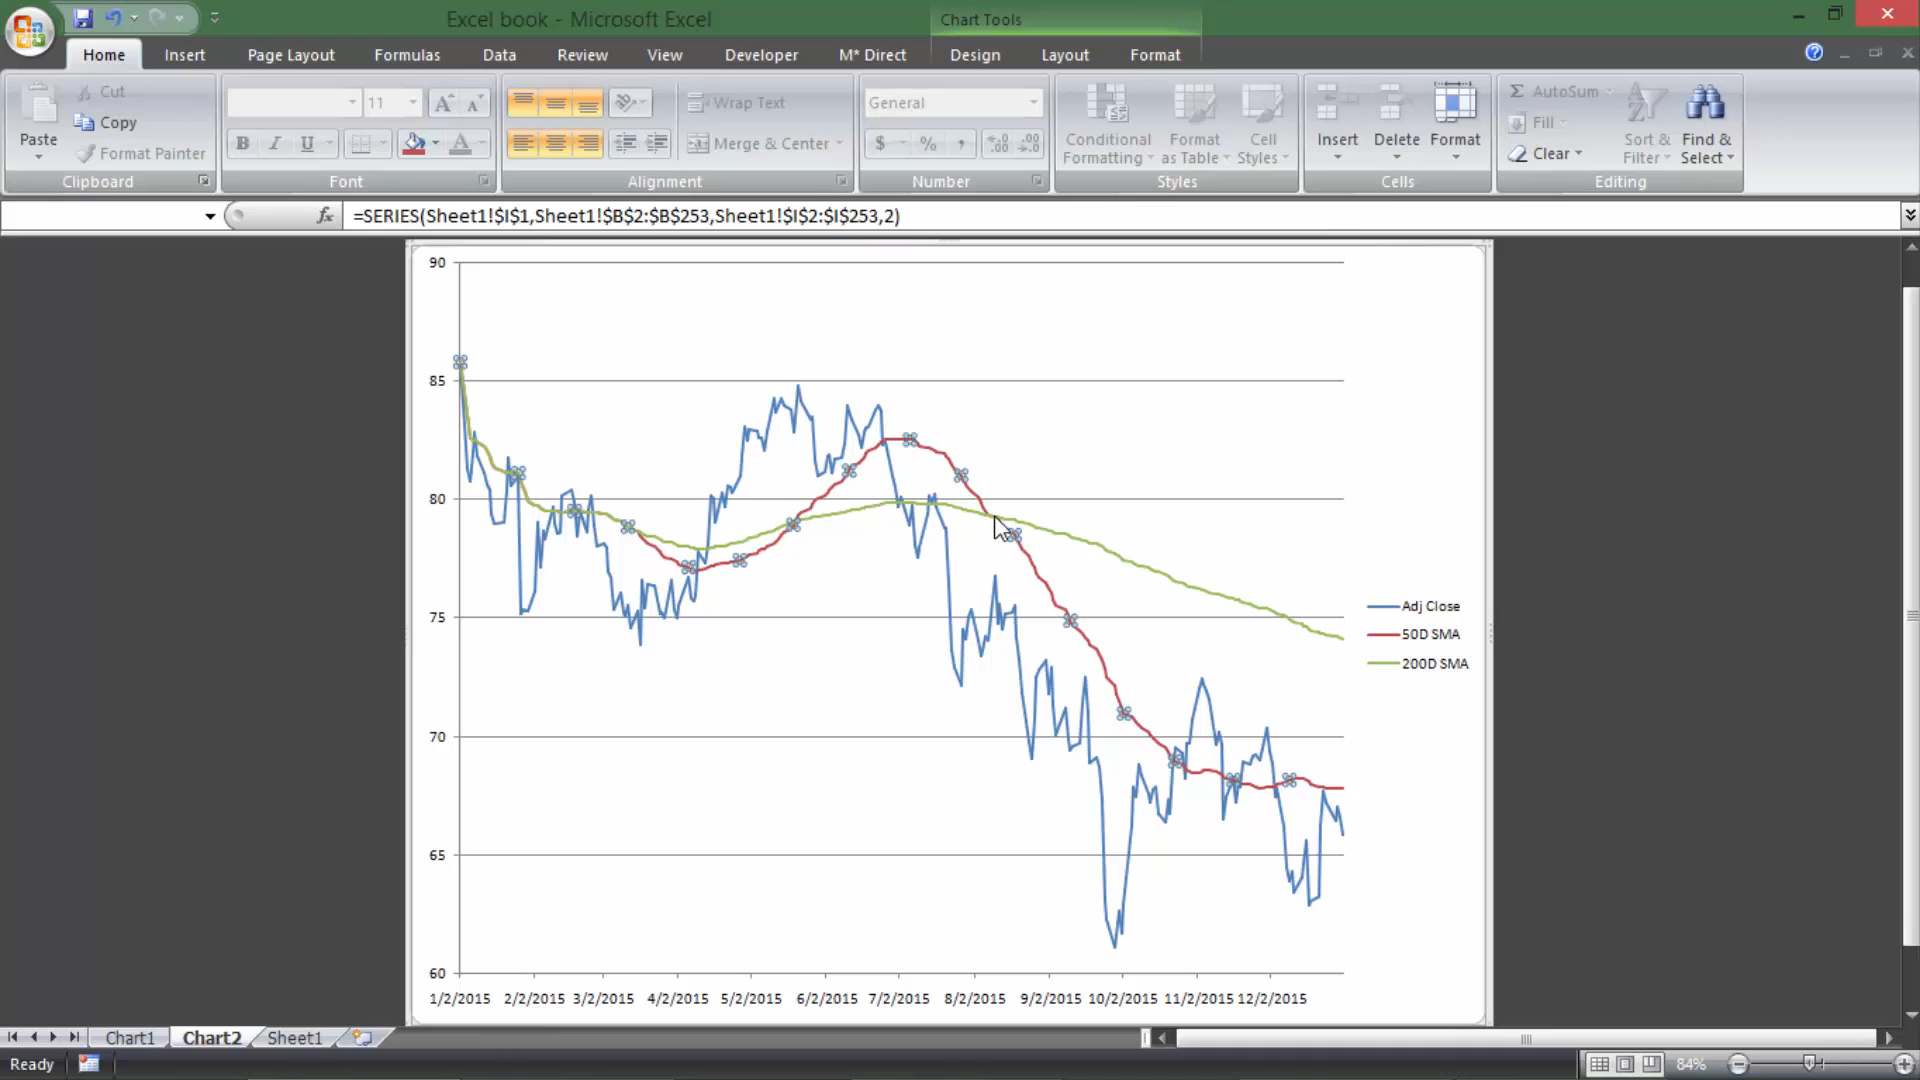 Excel book - Microsoft Excel
Chart Tools
Home Insert Page Layout Formulas Data Review View Developer M* Direct Design Layout Format
Paste
Cut
Copy
Format Painter
Clipboard
11
B I U
Font
Wrap Text
Merge & Center
Alignment
General
$ % ,
Number
Conditional
Formatting
Format
as Table
Cell
Styles
Styles
Insert
Delete
Format
Cells
AutoSum
Fill
Clear
Sort &
Filter
Find &
Select
Editing
=SERIES(Sheet1!$I$1,Sheet1!$B$2:$B$253,Sheet1!$I$2:$I$253,2)
90
85
80
75
70
65
60
1/2/2015 2/2/2015 3/2/2015 4/2/2015 5/2/2015 6/2/2015 7/2/2015 8/2/2015 9/2/2015 10/2/2015 11/2/2015 12/2/2015
Adj Close
50D SMA
200D SMA
Chart1 Chart2 Sheet1
Ready
84%